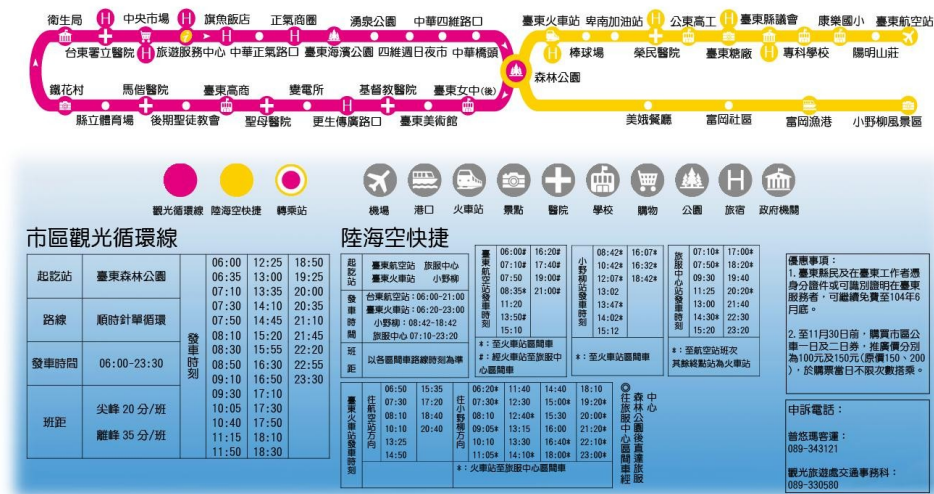 衛生局 中央市場 旗魚飯店 正氣商圈 湧泉公園 中華四維路口
台東署立醫院 旅遊服務中心 中華正氣路口 臺東海濱公園 四維週日夜市 中華橋頭
鐵花村 馬偕醫院 臺東高商 變電所 基督教醫院 臺東女中(後)
縣立體育場 後期聖徒教會 聖母醫院 更生傳廣路口 臺東美術館
臺東火車站 卑南加油站 公東高工 臺東縣議會 康樂國小 臺東航空站
棒球場 榮民醫院 臺東糖廠 專科學校 陽明山莊
森林公園
美娥餐廳 富岡社區 富岡漁港 小野柳風景區
觀光循環線 陸海空快捷 轉乘站 機場 港口 火車站 景點 醫院 學校 購物 公園 旅宿 政府機關
市區觀光循環線
起訖站 臺東森林公園
路線 順時針單循環
發車時間 06:00-23:30
班距 尖峰 20 分/班
離峰 35 分/班
發車時刻
06:00 12:25 18:50
06:35 13:00 19:25
07:10 13:35 20:00
07:30 14:10 20:35
07:50 14:45 21:10
08:10 15:20 21:45
08:30 15:55 22:20
08:50 16:30 22:55
09:10 16:50 23:30
09:30 17:10
10:05 17:30
10:40 17:50
11:15 18:10
11:50 18:30
陸海空快捷
起訖站
臺東航空站 旅服中心
臺東火車站 小野柳
發車時間
台東航空站:06:00-21:00
臺東火車站:06:20-23:00
小野柳:08:42-18:42
旅服中心 07:10-23:20
班距
以各區間車路線時刻為準
臺東航空站發車時刻
06:00# 16:20#
07:10# 17:40#
07:50 19:00#
08:35* 21:00#
11:20
13:50#
15:10
*:至火車站區間車
#:經火車站至旅服中心區間車
小野柳站發車時刻
08:42* 16:07*
10:42* 16:32*
12:07* 18:42*
13:02
13:47*
14:02*
15:12
*:至火車站區間車
旅服中心站發車時刻
07:10* 17:00*
07:50* 18:20*
09:30 19:40
11:25 20:20*
13:00 21:40
14:30* 22:30
15:20 23:20
*:至航空站班次
其餘終點站為火車站
臺東火車站發車時刻
往航空站方向
06:50 15:35
07:30 17:20
08:10 18:40
10:10 20:40
13:25
14:50
往小野柳方向
06:20* 11:40 14:40 18:10
07:30* 12:30 15:00* 19:20*
08:10 12:40* 15:30 20:00*
09:05* 13:15 16:00 21:20*
10:10 13:30 16:40* 22:10*
11:05* 14:10* 18:00* 23:00*
*:火車站至旅服中心區間車
◎往旅服中心區間車經森林公園後直達旅服中心
優惠事項:
1. 臺東縣民及在臺東工作者憑
身分證件或可識別證明在臺東
服務者,可繼續免費至104年6
月底。
2. 至11月30日前,購買市區公
車一日及二日券,推廣價分別
為100元及150元(原價150、200
),於購票當日不限次數搭乘。
申訴電話:
普悠瑪客運:
089-343121
觀光旅遊處交通事務科:
089-330580